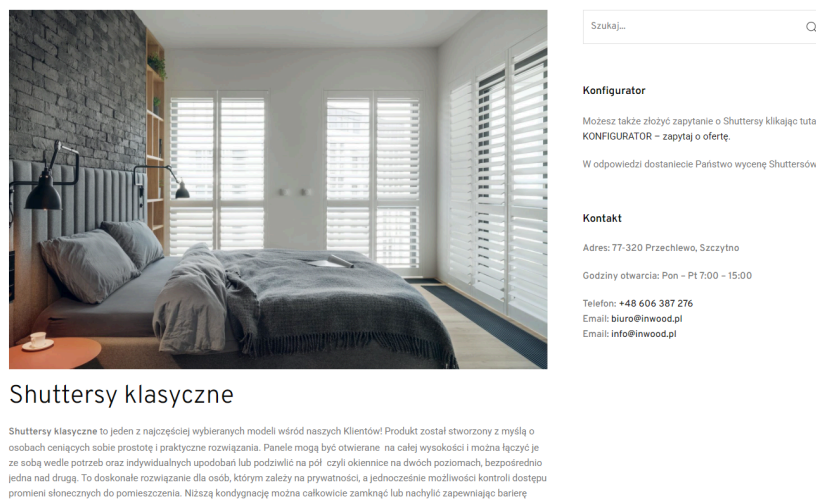 Szukaj...
Konfigurator
Możesz także złożyć zapytanie o Shuttersy klikając
KONFIGURATOR – zapytaj o ofertę.
W odpowiedzi dostaniecie Państwo wycenę Shuttersów
Kontakt
Adres: 77-320 Przechlewo, Szczytno
Godziny otwarcia: Pon – Pt 7:00 – 15:00
Telefon: +48 606 387 276
Email: biuro@inwood.pl
Email: info@inwood.pl
Shuttersy klasyczne
Shuttersy klasyczne to jeden z najczęściej wybieranych modeli wśród naszych Klientów! Produkt został stworzony z myślą o
osobach ceniących sobie prostotę i praktyczne rozwiązania. Panele mogą być otwierane na całej wysokości i można łączyć je
ze sobą wedle potrzeb oraz indywidualnych upodobań lub podziwlić na pół czyli okiennice na dwóch poziomach, bezpośrednio
jedna nad drugą. To doskonałe rozwiązanie dla osób, którym zależy na prywatności, a jednocześnie możliwości kontroli dostępu
promieni słonecznych do pomieszczenia. Niższą kondygnację można całkowicie zamknąć lub nachylić zapewniając barierę